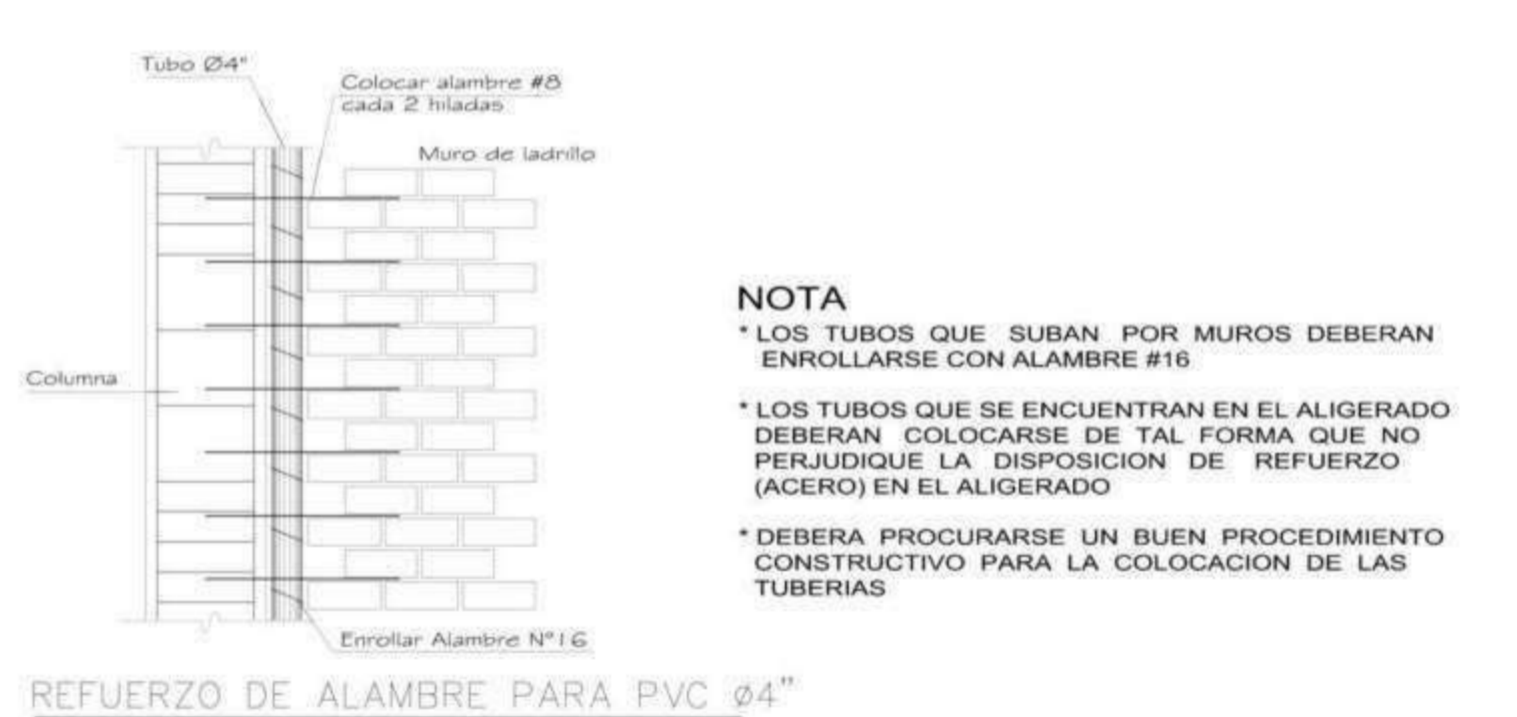 Tubo Ø4"
Colocar alambre #8
cada 2 hiladas
Muro de ladrillo
Columna
Enrollar Alambre N°16
REFUERZO DE ALAMBRE PARA PVC ø4"
NOTA
* LOS TUBOS QUE SUBAN POR MUROS DEBERAN
ENROLLARSE CON ALAMBRE #16
* LOS TUBOS QUE SE ENCUENTRAN EN EL ALIGERADO
DEBERAN COLOCARSE DE TAL FORMA QUE NO
PERJUDIQUE LA DISPOSICION DE REFUERZO
(ACERO) EN EL ALIGERADO
* DEBERA PROCURARSE UN BUEN PROCEDIMIENTO
CONSTRUCTIVO PARA LA COLOCACION DE LAS
TUBERIAS